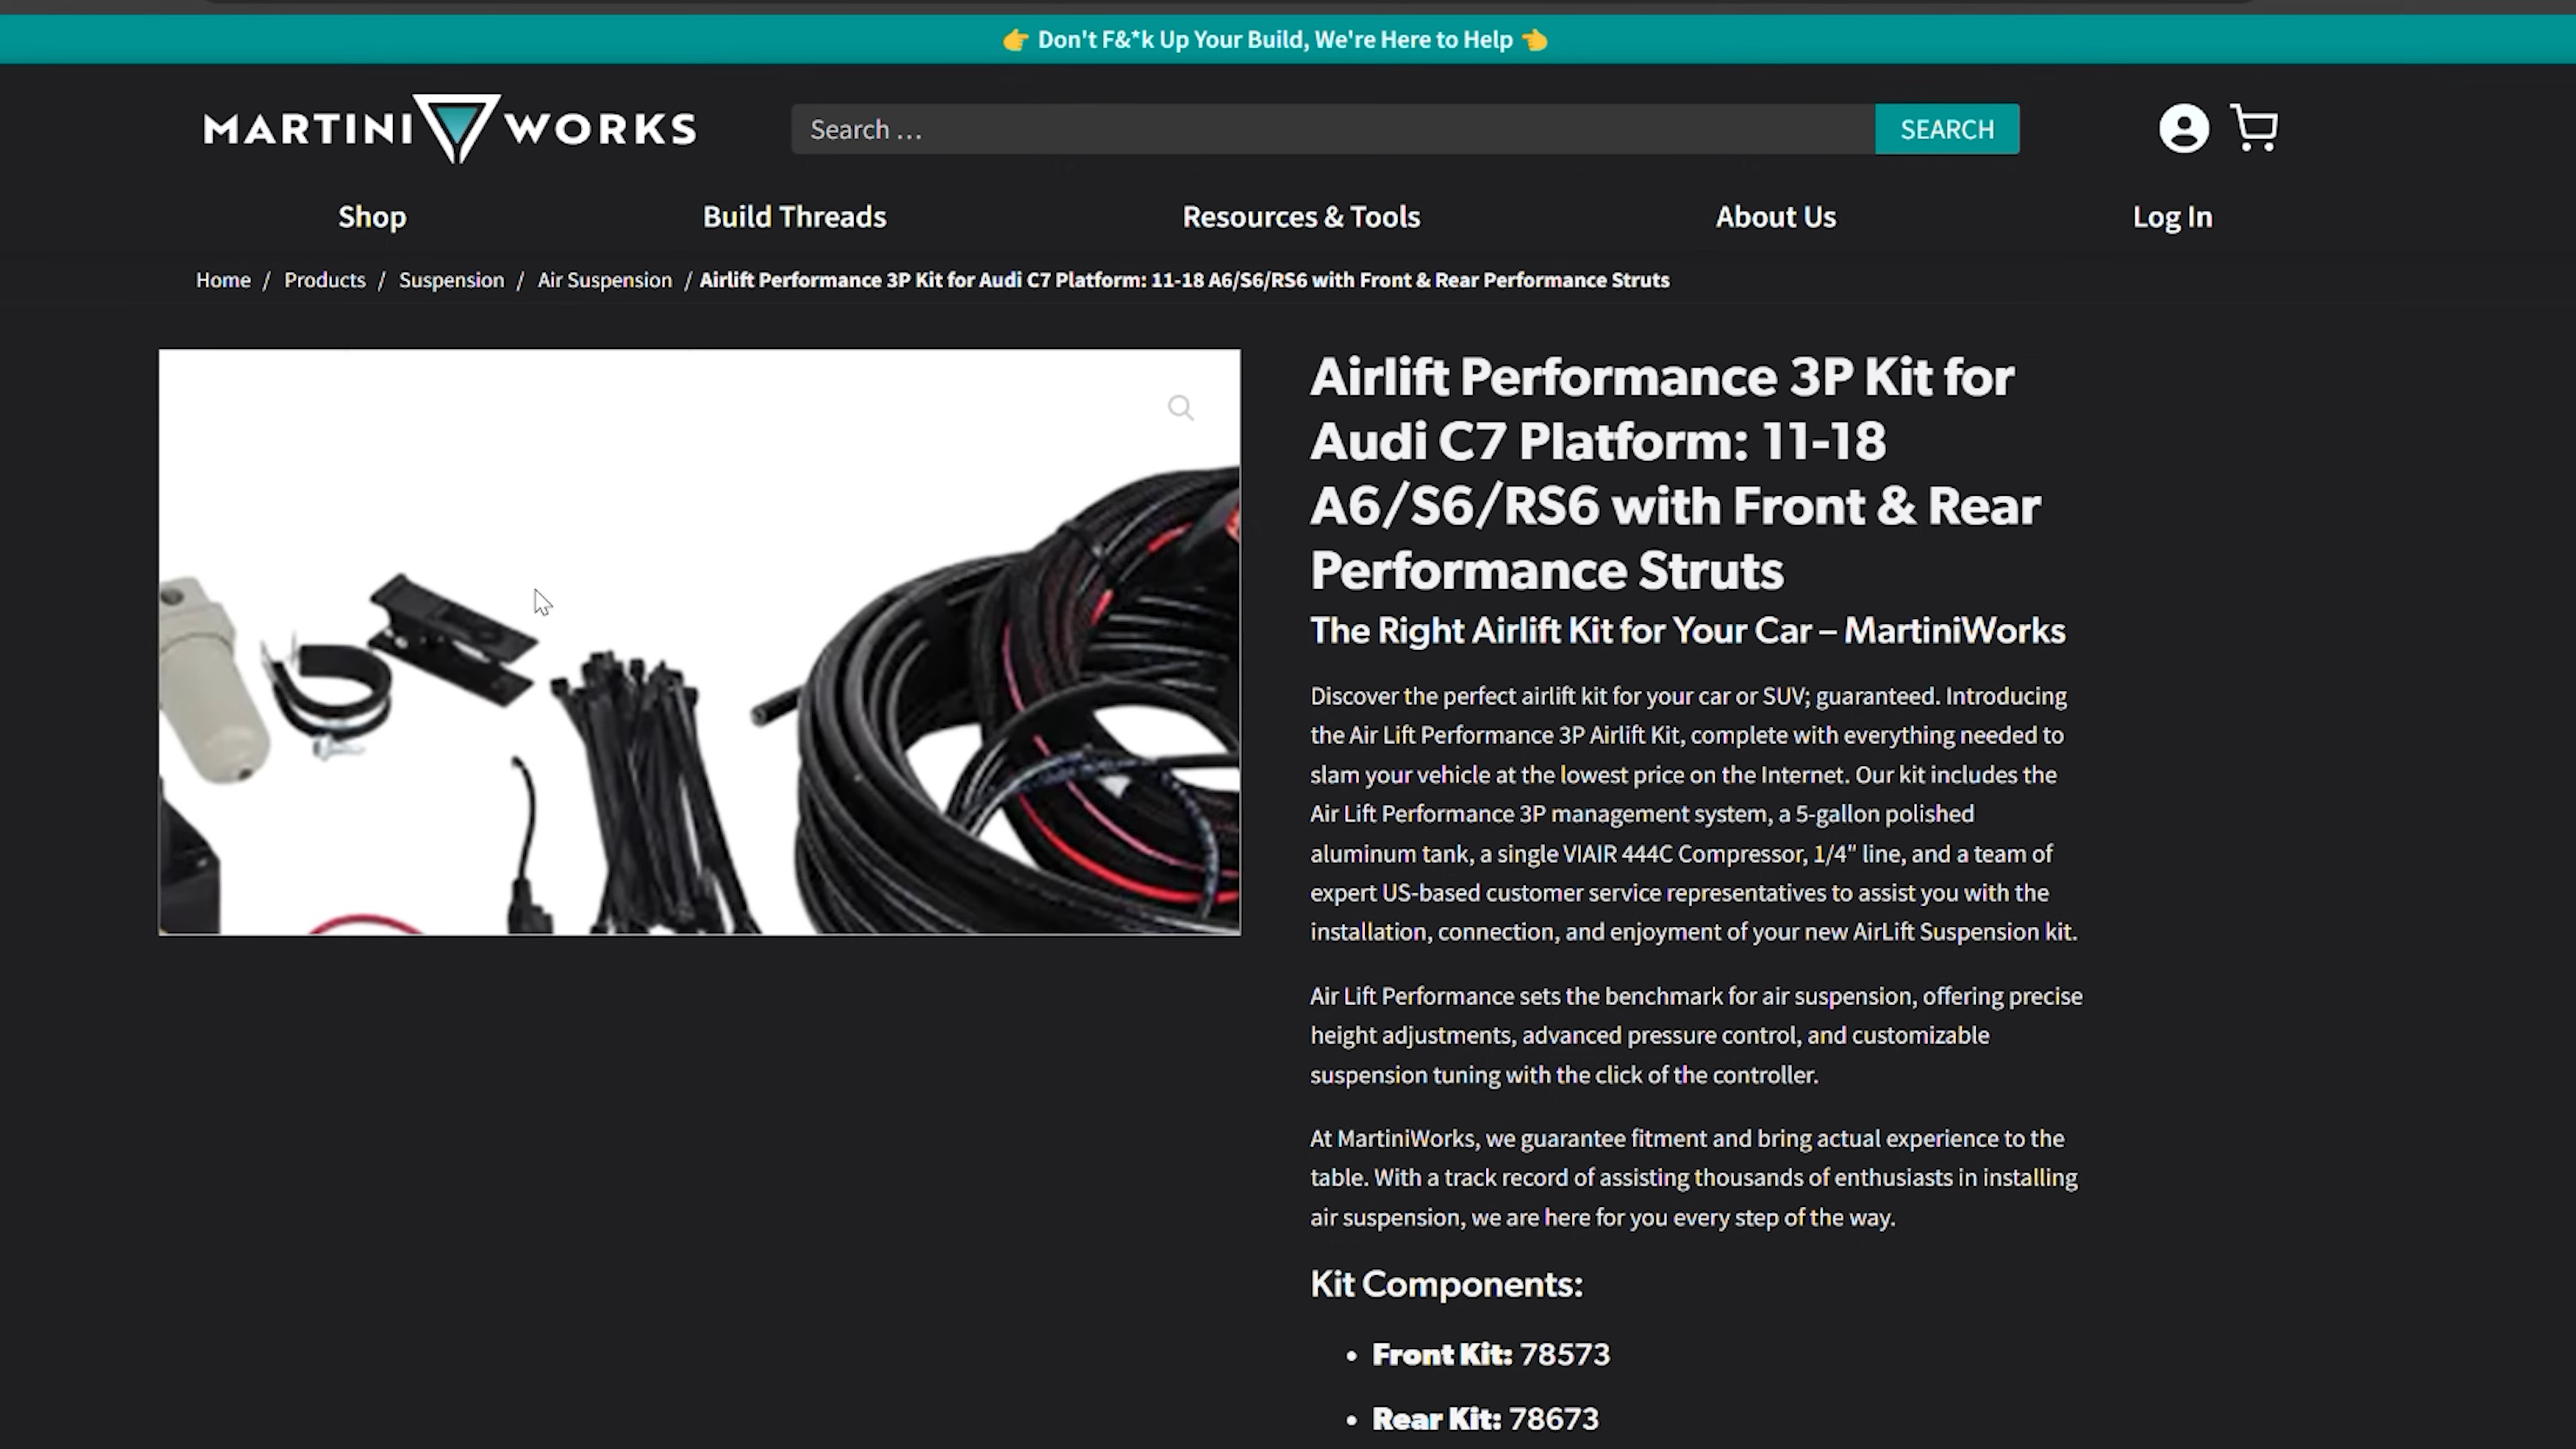 👉 Don't F&*k Up Your Build, We're Here to Help 👈
MARTINI WORKS
Search ...
SEARCH
Shop
Build Threads
Resources & Tools
About Us
Log In
Home / Products / Suspension / Air Suspension / Airlift Performance 3P Kit for Audi C7 Platform: 11-18 A6/S6/RS6 with Front & Rear Performance Struts
Airlift Performance 3P Kit for
Audi C7 Platform: 11-18
A6/S6/RS6 with Front & Rear
Performance Struts
The Right Airlift Kit for Your Car – MartiniWorks
Discover the perfect airlift kit for your car or SUV; guaranteed. Introducing
the Air Lift Performance 3P Airlift Kit, complete with everything needed to
slam your vehicle at the lowest price on the Internet. Our kit includes the
Air Lift Performance 3P management system, a 5-gallon polished
aluminum tank, a single VIAIR 444C Compressor, 1/4" line, and a team of
expert US-based customer service representatives to assist you with the
installation, connection, and enjoyment of your new AirLift Suspension kit.
Air Lift Performance sets the benchmark for air suspension, offering precise
height adjustments, advanced pressure control, and customizable
suspension tuning with the click of the controller.
At MartiniWorks, we guarantee fitment and bring actual experience to the
table. With a track record of assisting thousands of enthusiasts in installing
air suspension, we are here for you every step of the way.
Kit Components:
• Front Kit: 78573
• Rear Kit: 78673